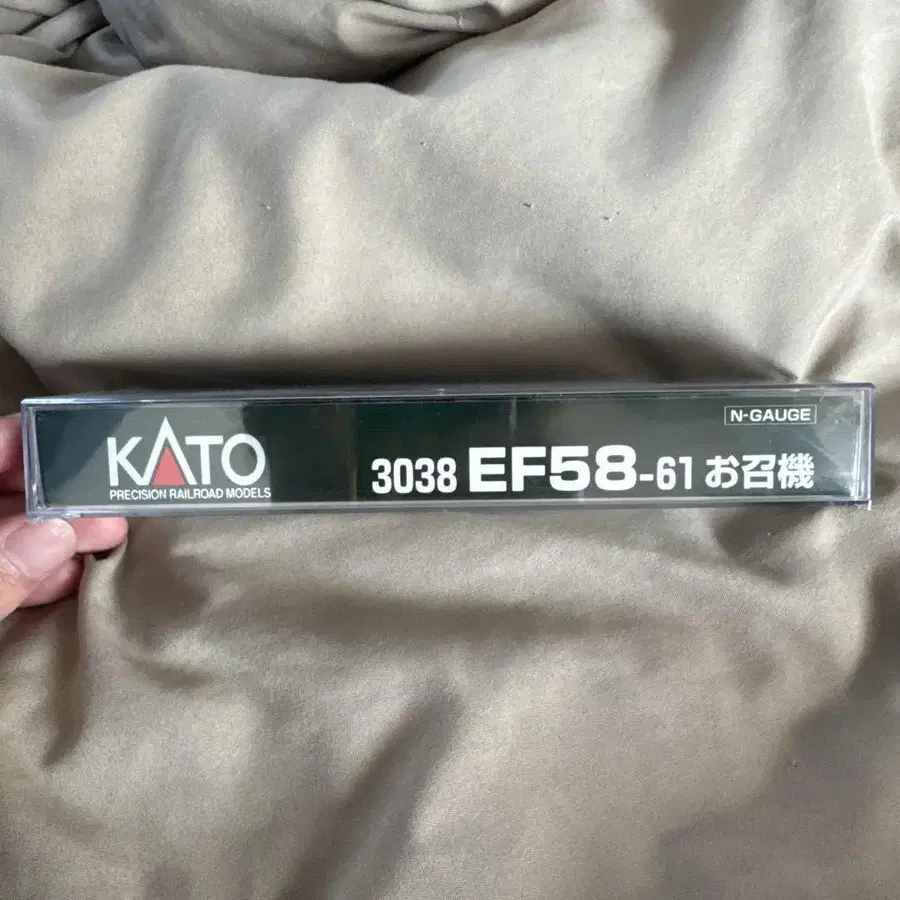 N-GAUGE
KATO
PRECISION RAILROAD MODELS
3038 EF58-61 お召機